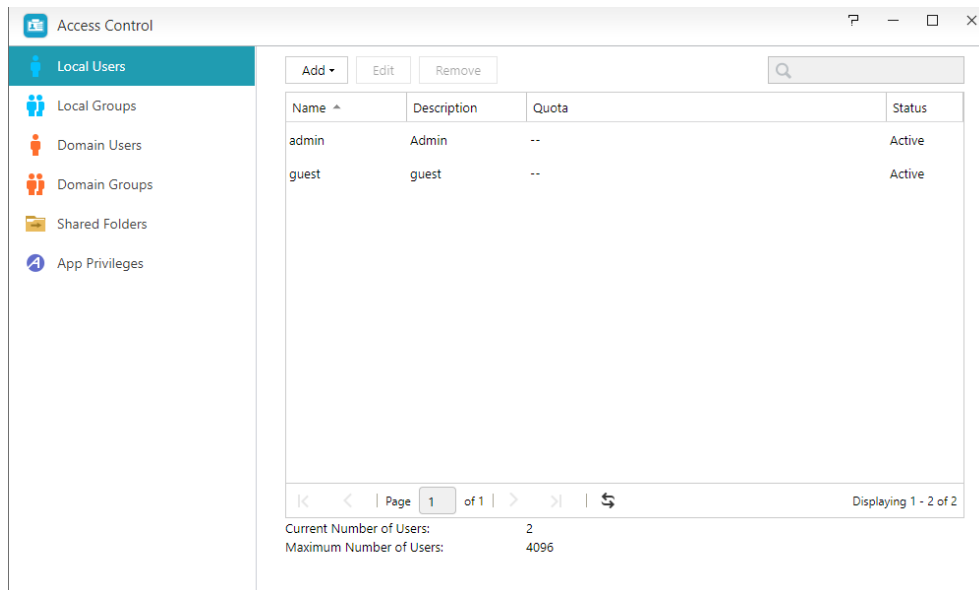 Access Control
Local Users
Local Groups
Domain Users
Domain Groups
Shared Folders
App Privileges
Add Edit Remove
Name Description Quota Status
admin Admin -- Active
guest guest -- Active
Page 1 of 1 Displaying 1 - 2 of 2
Current Number of Users: 2
Maximum Number of Users: 4096